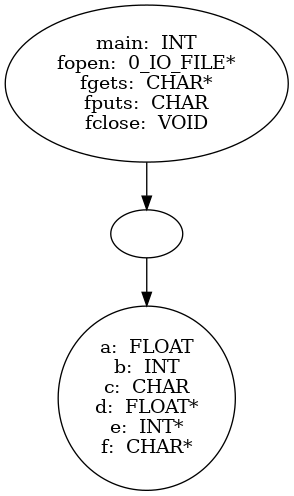 main:  INT
fopen:  0_IO_FILE*
fgets:  CHAR*
fputs:  CHAR
fclose:  VOID
a:  FLOAT
b:  INT
c:  CHAR
d:  FLOAT*
e:  INT*
f:  CHAR*